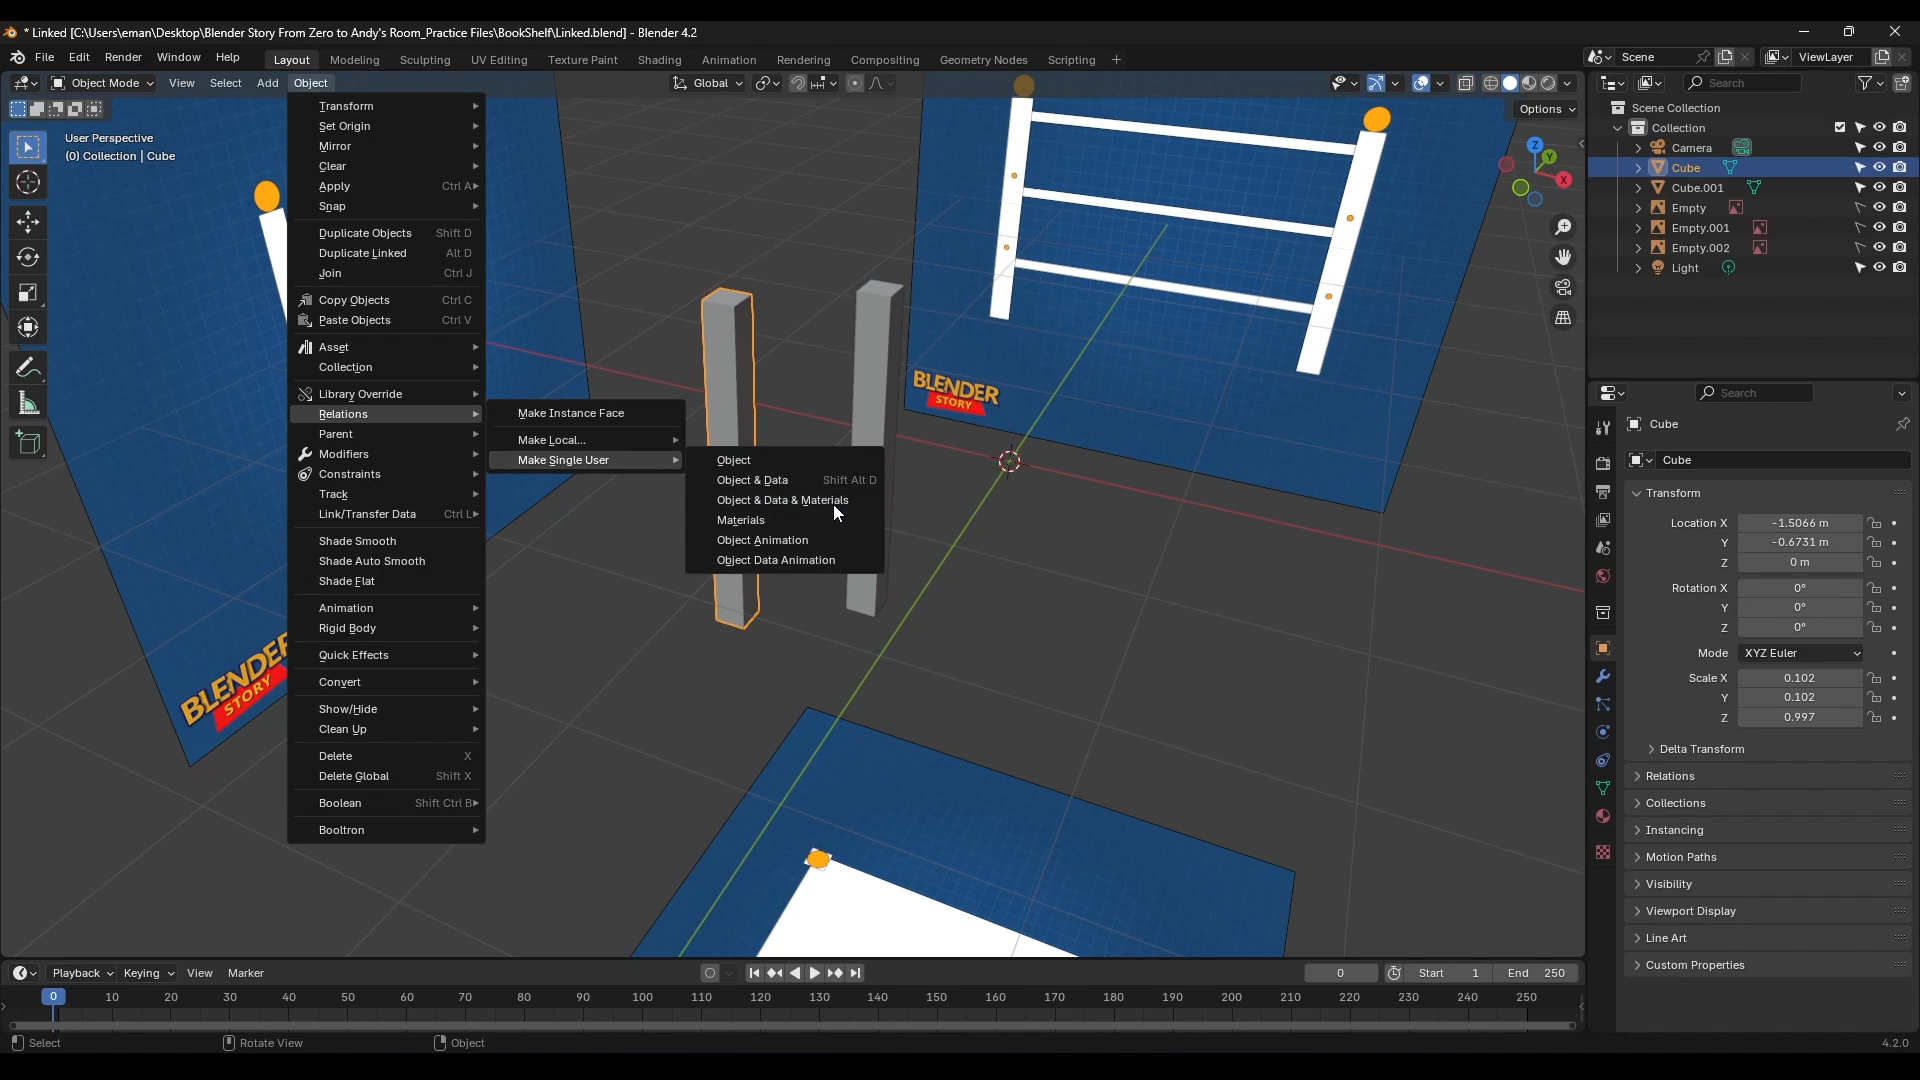 * Linked [C:\Users\eman\Desktop\Blender Story From Zero to Andy's Room_Practice Files\BookShelf\Linked.blend] - Blender 4.2
File Edit Render Window Help Layout Modeling Sculpting UV Editing Texture Paint Shading Animation Rendering Compositing Geometry Nodes Scripting + Scene ViewLayer
Object Mode View Select Add Object Global Search
Options
User Perspective
(0) Collection | Cube
Transform
Set Origin
Mirror
Clear
Apply Ctrl A
Snap
Duplicate Objects Shift D
Duplicate Linked Alt D
Join Ctrl J
Copy Objects Ctrl C
Paste Objects Ctrl V
Asset
Collection
Library Override
Relations
Parent
Modifiers
Constraints
Track
Link/Transfer Data Ctrl L
Shade Smooth
Shade Auto Smooth
Shade Flat
Animation
Rigid Body
Quick Effects
Convert
Show/Hide
Clean Up
Delete X
Delete Global Shift X
Boolean Shift Ctrl B
Booltron
Make Instance Face
Make Local...
Make Single User
Object
Object & Data Shift Alt D
Object & Data & Materials
Materials
Object Animation
Object Data Animation
BLENDER
STORY
BLENDER
STORY
Z
Y
X
Scene Collection
Collection
Camera
Cube
Cube.001
Empty
Empty.001
Empty.002
Light
Search
Cube
Cube
Transform
Location X -1.5066 m
Y -0.6731 m
Z 0 m
Rotation X 0°
Y 0°
Z 0°
Mode XYZ Euler
Scale X 0.102
Y 0.102
Z 0.997
Delta Transform
Relations
Collections
Instancing
Motion Paths
Visibility
Viewport Display
Line Art
Custom Properties
Playback Keying View Marker 0 Start 1 End 250
0 10 20 30 40 50 60 70 80 90 100 110 120 130 140 150 160 170 180 190 200 210 220 230 240 250
Select Rotate View Object 4.2.0